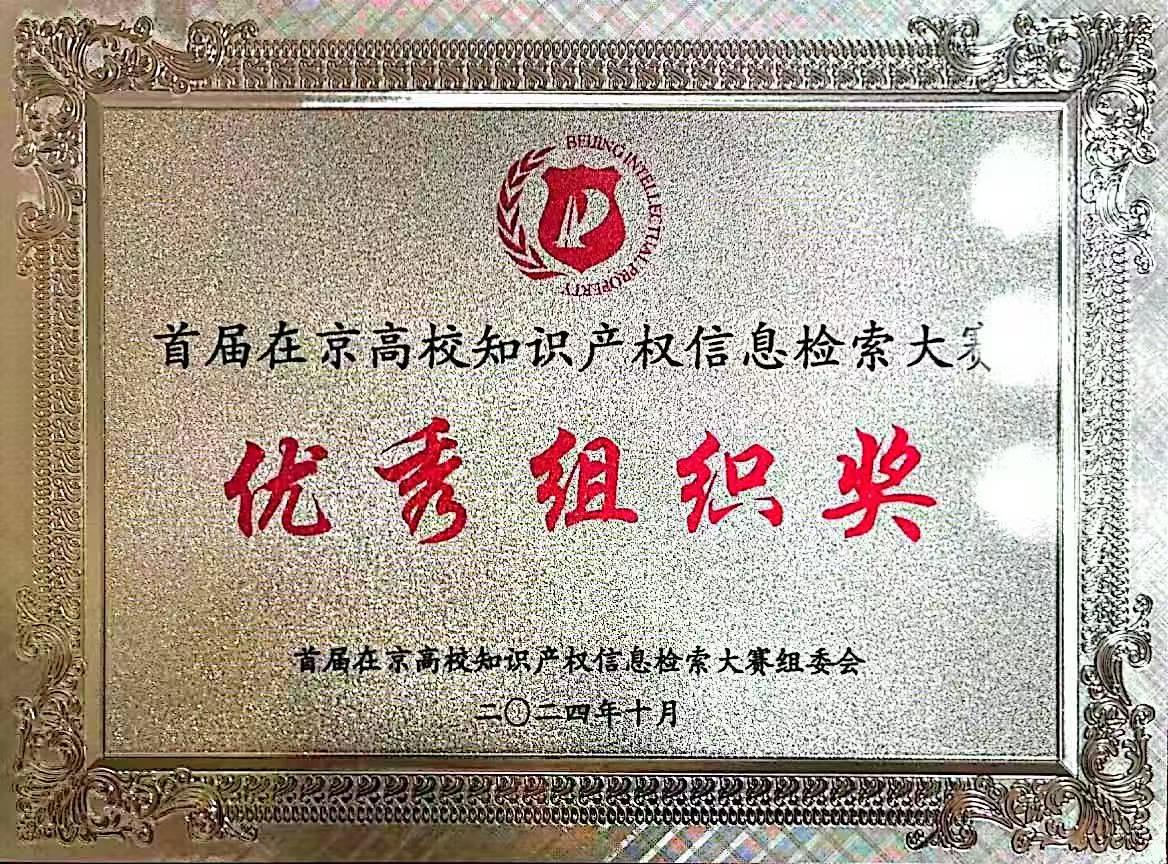 BEIJING INTELLECTUAL PROPERTY
首届在京高校知识产权信息检索大赛
优秀组织奖
首届在京高校知识产权信息检索大赛组委会
二〇二四年十月